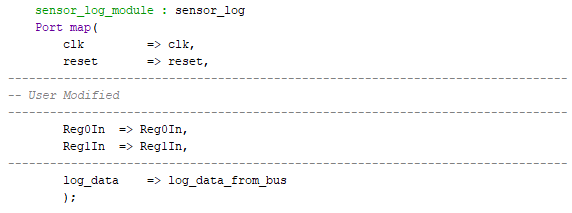 sensor_log_module : sensor_log
Port map(
clk => clk,
reset => reset,
--------------------------------------------------------------------------------
-- User Modified
--------------------------------------------------------------------------------
Reg0In => Reg0In,
Reg1In => Reg1In,
--------------------------------------------------------------------------------
log_data => log_data_from_bus
);